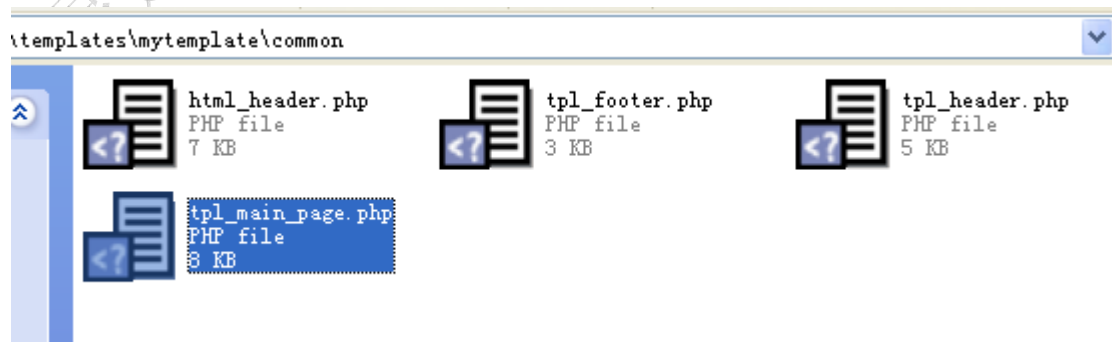 \templates\mytemplate\common
html_header.php
PHP file
7 KB
tpl_footer.php
PHP file
3 KB
tpl_header.php
PHP file
5 KB
tpl_main_page.php
PHP file
8 KB